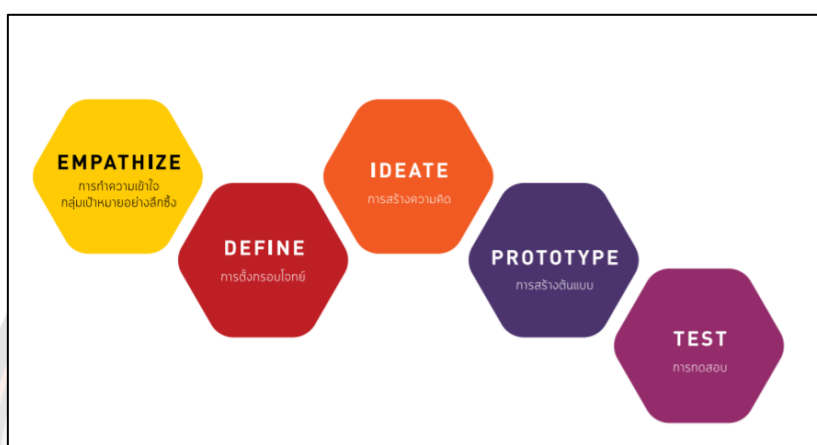 EMPATHIZE
การทำความเข้าใจ
กลุ่มเป้าหมายอย่างลึกซึ้ง
DEFINE
การตั้งกรอบโจทย์
IDEATE
การสร้างความคิด
PROTOTYPE
การสร้างต้นแบบ
TEST
การทดสอบ